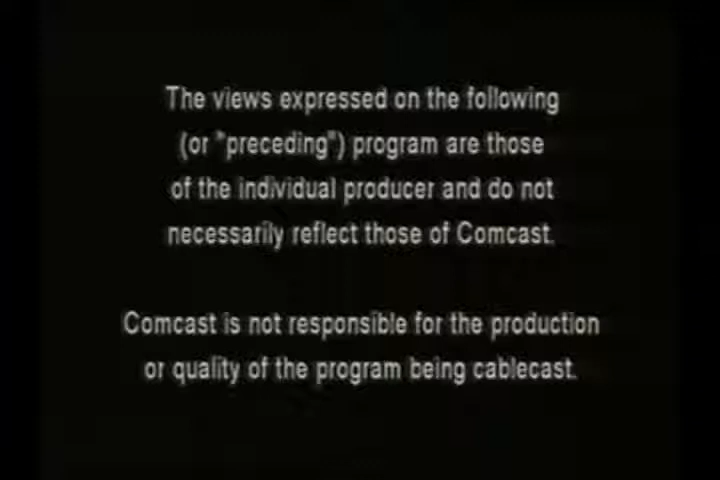 The views expressed on the following
(or "preceding") program are those
of the individual producer and do not
necessarily reflect those of Comcast.
Comcast is not responsible for the production
or quality of the program being cablecast.